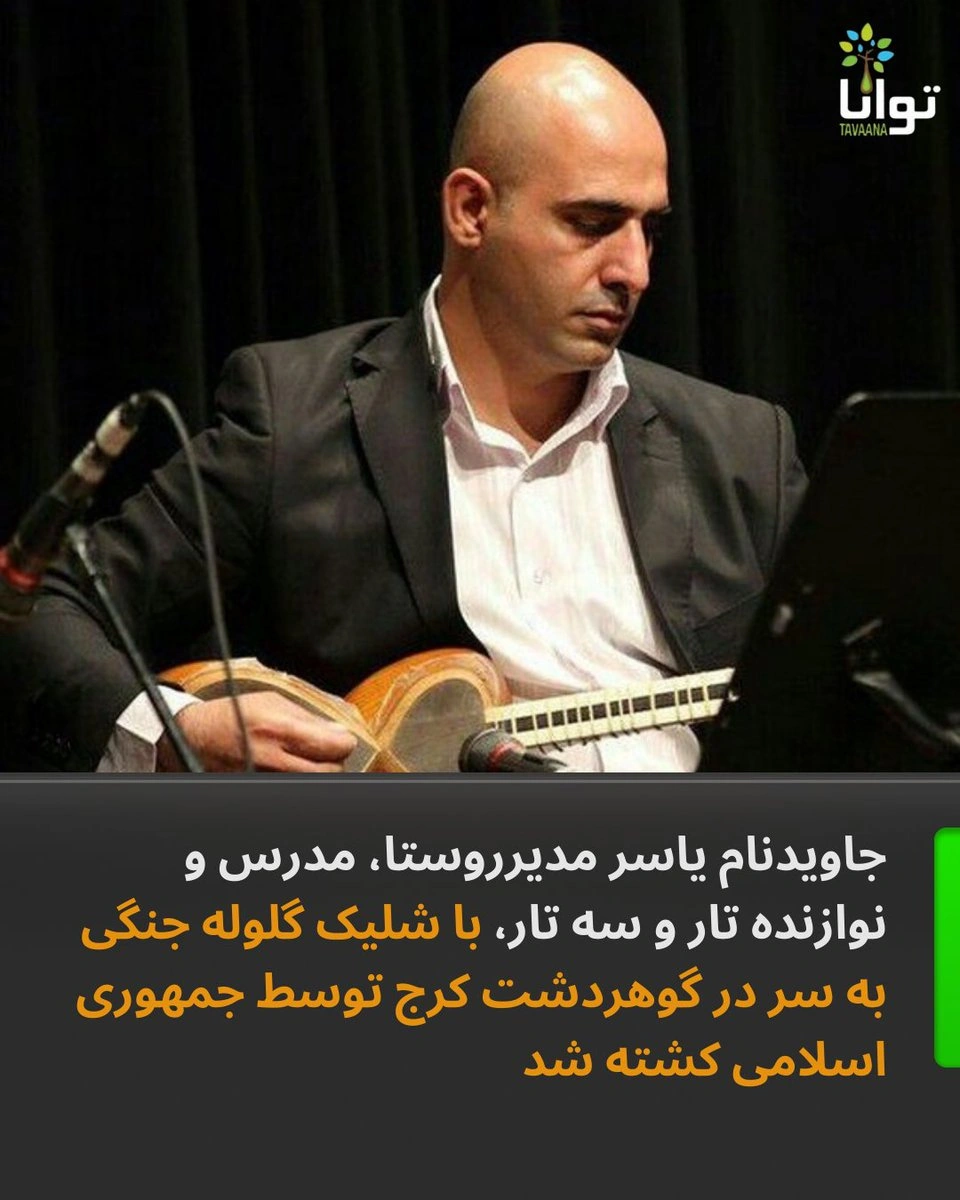 توانا
TAVAANA
جاویدنام یاسر مدیرروستا، مدرس و
نوازنده تار و سه تار، با شلیک گلوله جنگی
به سر در گوهردشت کرج توسط جمهوری
اسلامی کشته شد